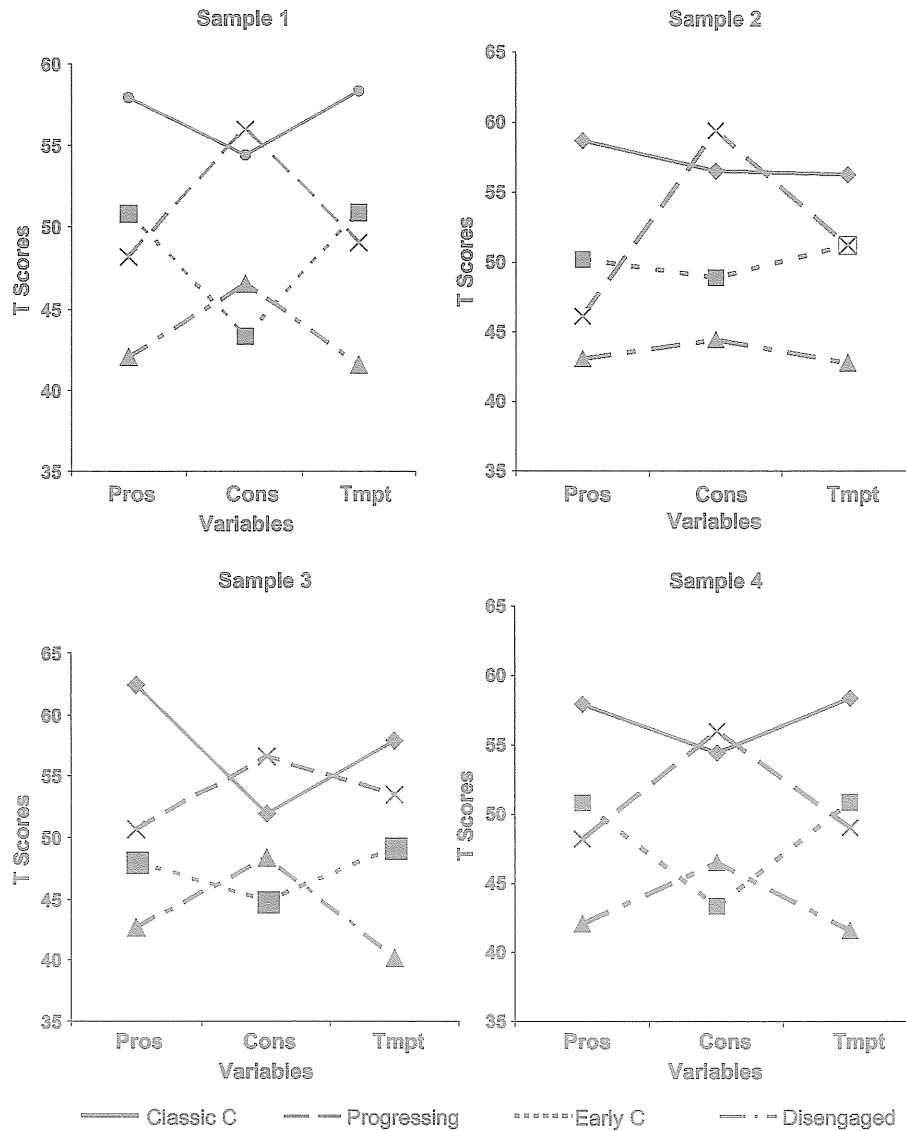 Sample 1
60
55
50
45
40
35
T Scores
Pros Cons Tmpt
Variables
Sample 2
65
60
55
50
45
40
35
T Scores
Pros Cons Tmpt
Variables
Sample 3
65
60
55
50
45
40
35
T Scores
Pros Cons Tmpt
Variables
Sample 4
65
60
55
50
45
40
35
T Scores
Pros Cons Tmpt
Variables
Classic C Progressing Early C Disengaged